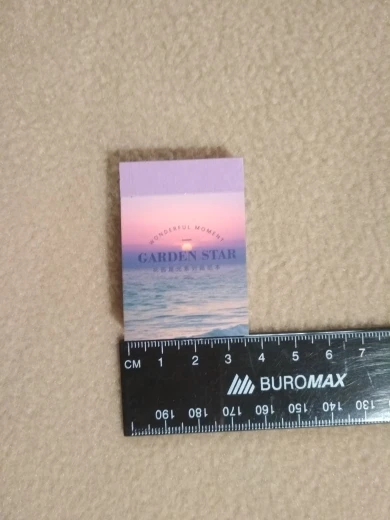 WONDERFUL MOMENT
GARDEN STAR
CM 1 2 3 4 5 6 7
BUROMAX
190 180 170 160 150 140 130